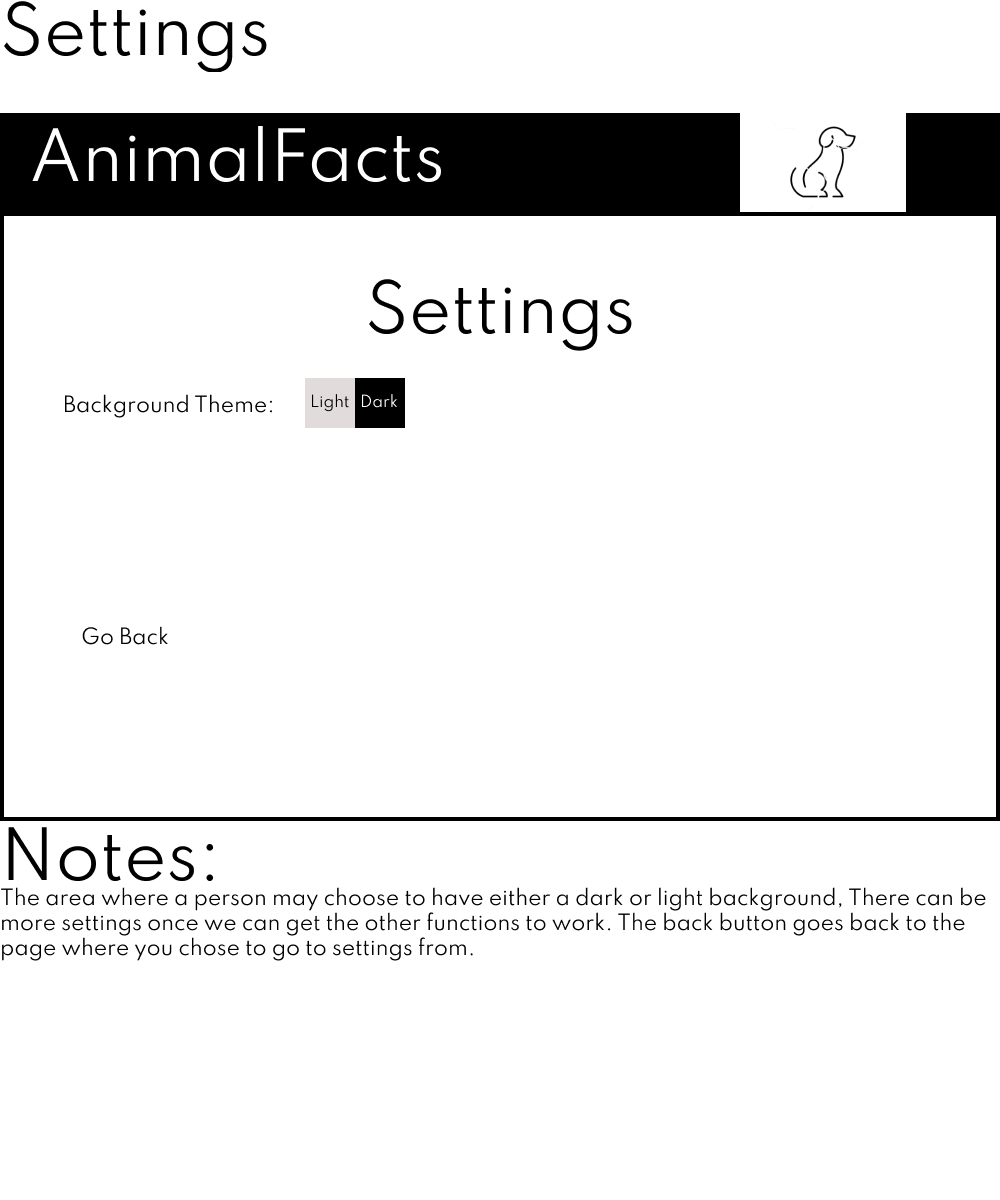 Settings
AnimalFacts
Settings
Background Theme: Light Dark
Go Back
Notes:
The area where a person may choose to have either a dark or light background, There can be
more settings once we can get the other functions to work. The back button goes back to the
page where you chose to go to settings from.